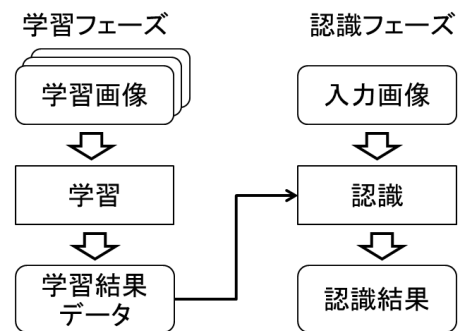 学習フェーズ
学習画像
学習
学習結果
データ
認識フェーズ
入力画像
認識
認識結果